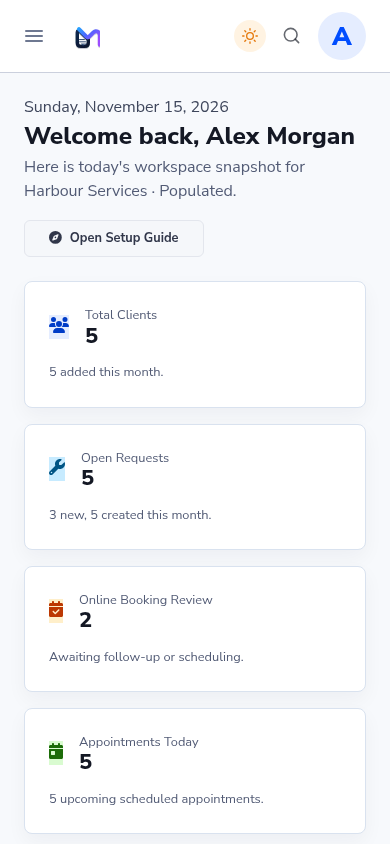 A
Sunday, November 15, 2026
Welcome back, Alex Morgan
Here is today's workspace snapshot for
Harbour Services · Populated.
Open Setup Guide
Total Clients
5
5 added this month.
Open Requests
5
3 new, 5 created this month.
Online Booking Review
2
Awaiting follow-up or scheduling.
Appointments Today
5
5 upcoming scheduled appointments.